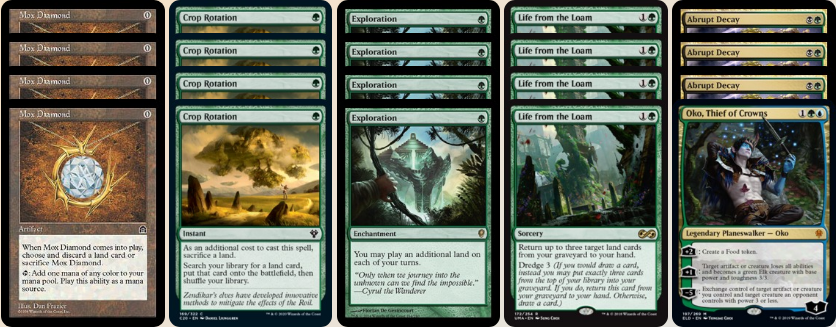 Mox Diamond 0
Mox Diamond 0
Mox Diamond 0
Mox Diamond 0
Artifact
When Mox Diamond comes into play,
choose and discard a land card or
sacrifice Mox Diamond.
: Add one mana of any color to
your mana pool. Play this ability as a
mana source.
Illus. Dan Frazier
Crop Rotation
Crop Rotation
Crop Rotation
Crop Rotation
Instant
As an additional cost to cast this spell,
sacrifice a land.
Search your library for a land card,
put that card onto the battlefield, then
shuffle your library.
Zendikar's elves have developed innovative
methods to mitigate the effects of the Roil.
Exploration
Exploration
Exploration
Exploration
Enchantment
You may play an additional land on
each of your turns.
"Only when we journey into the
unknown can we find the impossible."
—Cyrul the Wanderer
Life from the Loam 1
Life from the Loam 1
Life from the Loam 1
Life from the Loam 1
Sorcery
Return up to three target land cards
from your graveyard to your hand.
Dredge 3 (If you would draw a card,
instead you may put exactly three cards
from the top of your library into your
graveyard. If you do, return this card from
your graveyard to your hand. Otherwise,
draw a card.)
Abrupt Decay
Abrupt Decay
Abrupt Decay
Oko, Thief of Crowns 1
Legendary Planeswalker — Oko
+2 : Create a Food token.
+1 : Target artifact or creature loses all abilities
and becomes a green Elk creature with base
power and toughness 3/3.
-5 : Exchange control of target artifact or creature
you control and target creature an opponent
controls with power 3 or less.
4